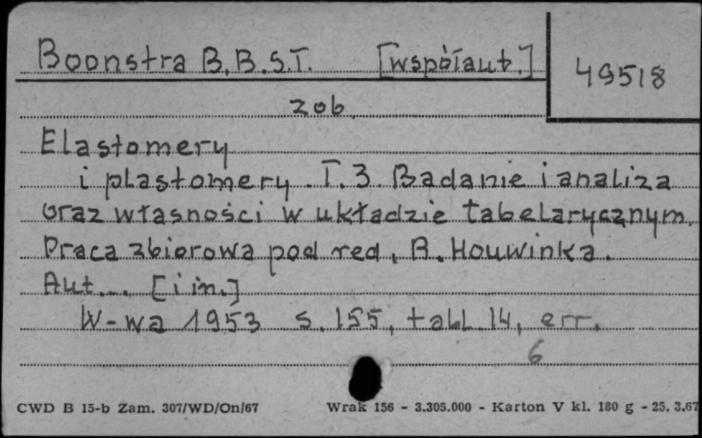 Boonstra B.B.S.T. [współaut.] 49518
zob.
Elastomery
i plastomery. T. 3. Badanie i analiza
oraz własności w układzie tabelarycznym.
Praca zbiorowa pod red. R. Houwinka.
Aut... [i in.]
W-wa 1953 s. 155, tabl. 14, err.
6
CWD B 15-b Zam. 307/WD/On/67 Wrak 156 - 3.305.000 - Karton V kl. 180 g - 25. 3.67